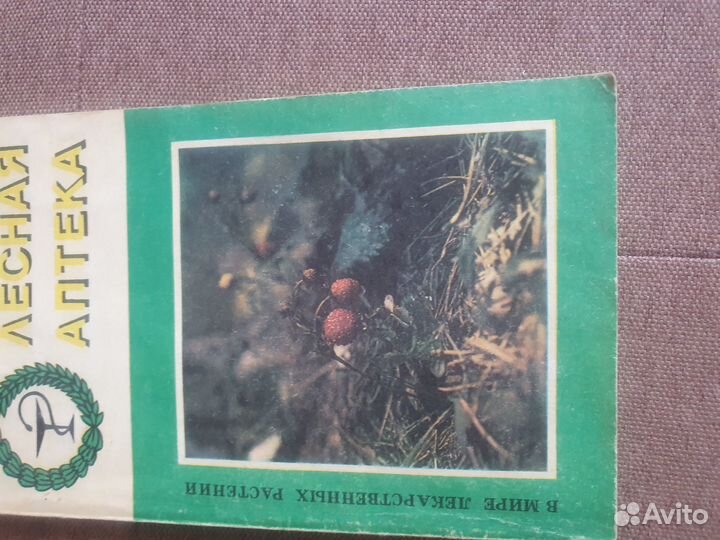 ЛЕСНАЯ
АПТЕКА
В МИРЕ ЛЕКАРСТВЕННЫХ РАСТЕНИЙ
Avito